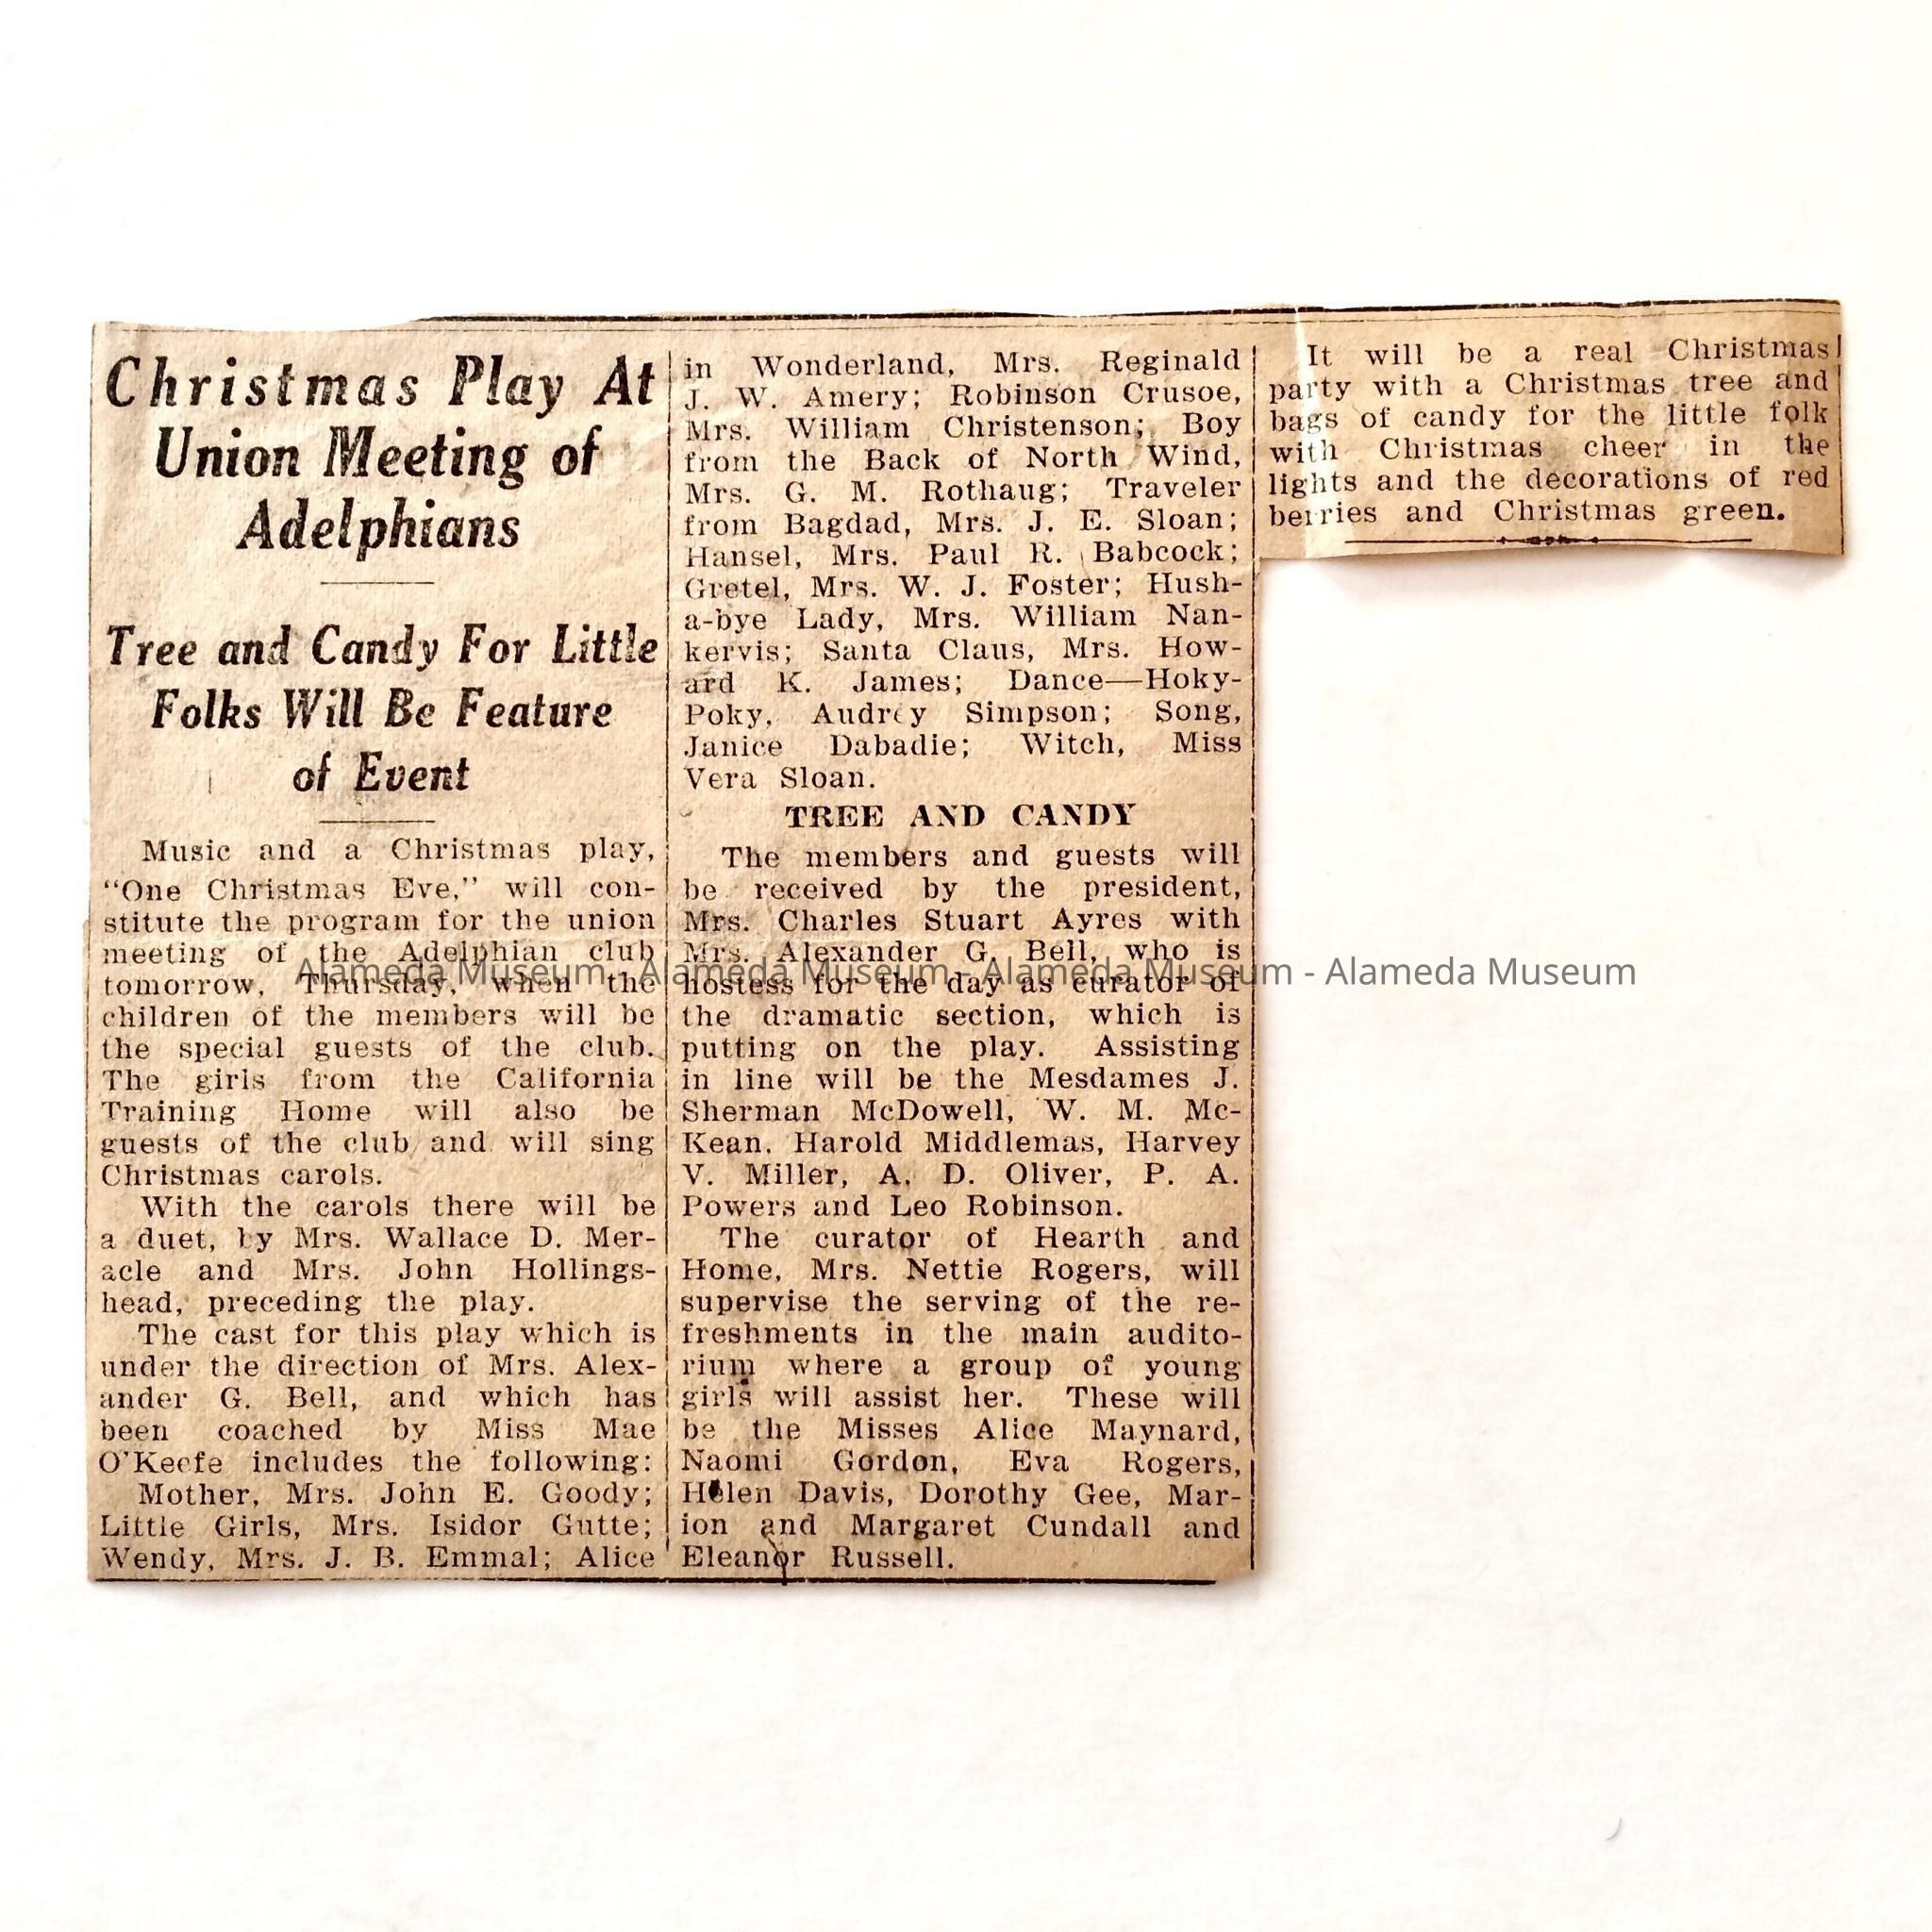 Christmas Play At
Union Meeting of
Adelphians
Tree and Candy For Little
Folks Will Be Feature
of Event
Music and a Christmas play,
"One Christmas Eve," will con-
stitute the program for the union
meeting of the Adelphian club
tomorrow, Thursday, when the
children of the members will be
the special guests of the club.
The girls from the California
Training Home will also be
guests of the club and will sing
Christmas carols.
With the carols there will be
a duet, by Mrs. Wallace D. Mer-
acle and Mrs. John Hollings-
head, preceding the play.
The cast for this play which is
under the direction of Mrs. Alex-
ander G. Bell, and which has
been coached by Miss Mae
O'Keefe includes the following:
Mother, Mrs. John E. Goody;
Little Girls, Mrs. Isidor Gutte;
Wendy, Mrs. J. B. Emmal; Alice
in Wonderland, Mrs. Reginald
J. W. Amery; Robinson Crusoe,
Mrs. William Christenson; Boy
from the Back of North Wind,
Mrs. G. M. Rothaug; Traveler
from Bagdad, Mrs. J. E. Sloan;
Hansel, Mrs. Paul R. Babcock;
Gretel, Mrs. W. J. Foster; Hush-
a-bye Lady, Mrs. William Nan-
kervis; Santa Claus, Mrs. How-
ard K. James; Dance—Hoky-
Poky, Audrey Simpson; Song,
Janice Dabadie; Witch, Miss
Vera Sloan.
TREE AND CANDY
The members and guests will
be received by the president,
Mrs. Charles Stuart Ayres with
Mrs. Alexander G. Bell, who is
hostess for the day as curator of
the dramatic section, which is
putting on the play. Assisting
in line will be the Mesdames J.
Sherman McDowell, W. M. Mc-
Kean, Harold Middlemas, Harvey
V. Miller, A. D. Oliver, P. A.
Powers and Leo Robinson.
The curator of Hearth and
Home, Mrs. Nettie Rogers, will
supervise the serving of the re-
freshments in the main audito-
rium where a group of young
girls will assist her. These will
be the Misses Alice Maynard,
Naomi Gordon, Eva Rogers,
Helen Davis, Dorothy Gee, Mar-
ion and Margaret Cundall and
Eleanor Russell.
It will be a real Christmas
party with a Christmas tree and
bags of candy for the little folk
with Christmas cheer in the
lights and the decorations of red
berries and Christmas green.
Alameda Museum - Alameda Museum - Alameda Museum - Alameda Museum